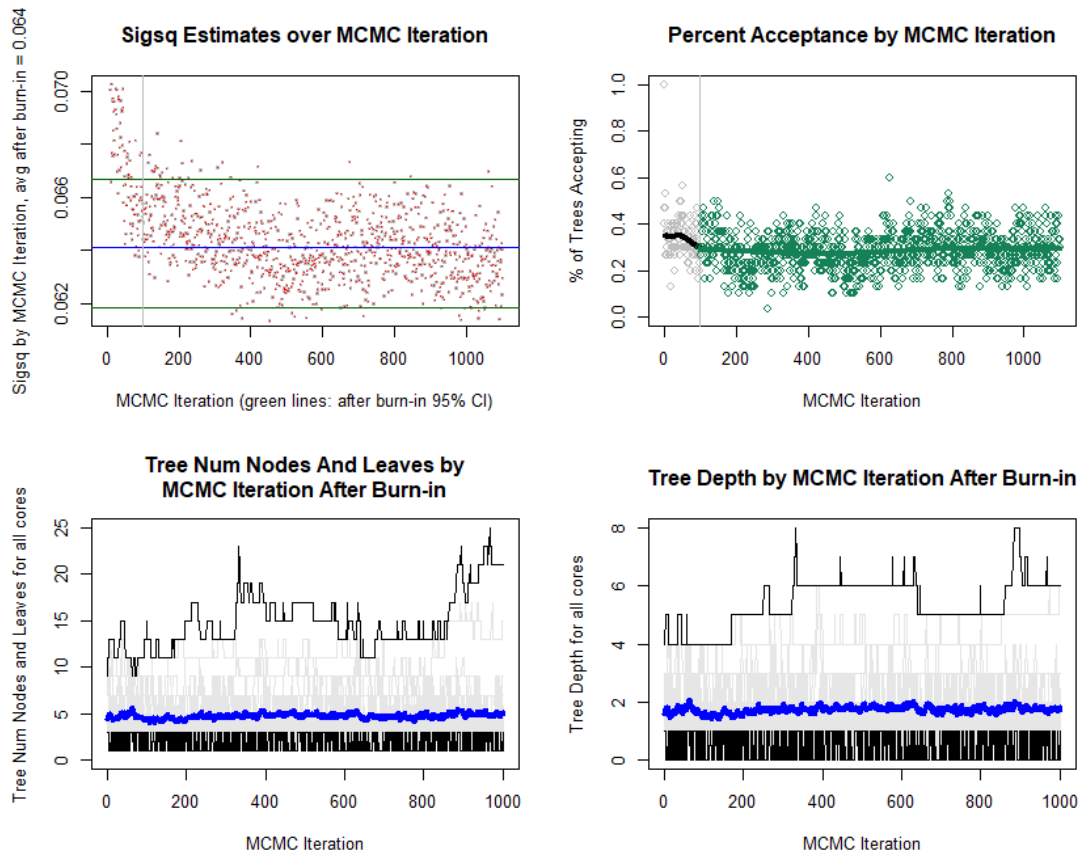 Sigsq Estimates over MCMC Iteration
Sigsq by MCMC Iteration, avg after burn-in = 0.064
0.070
0.066
0.062
0 200 400 600 800 1000
MCMC Iteration (green lines: after burn-in 95% CI)
Percent Acceptance by MCMC Iteration
% of Trees Accepting
1.0
0.8
0.6
0.4
0.2
0.0
0 200 400 600 800 1000
MCMC Iteration
Tree Num Nodes And Leaves by
MCMC Iteration After Burn-in
Tree Num Nodes and Leaves for all cores
25
20
15
10
5
0
0 200 400 600 800 1000
MCMC Iteration
Tree Depth by MCMC Iteration After Burn-in
Tree Depth for all cores
8
6
4
2
0
0 200 400 600 800 1000
MCMC Iteration